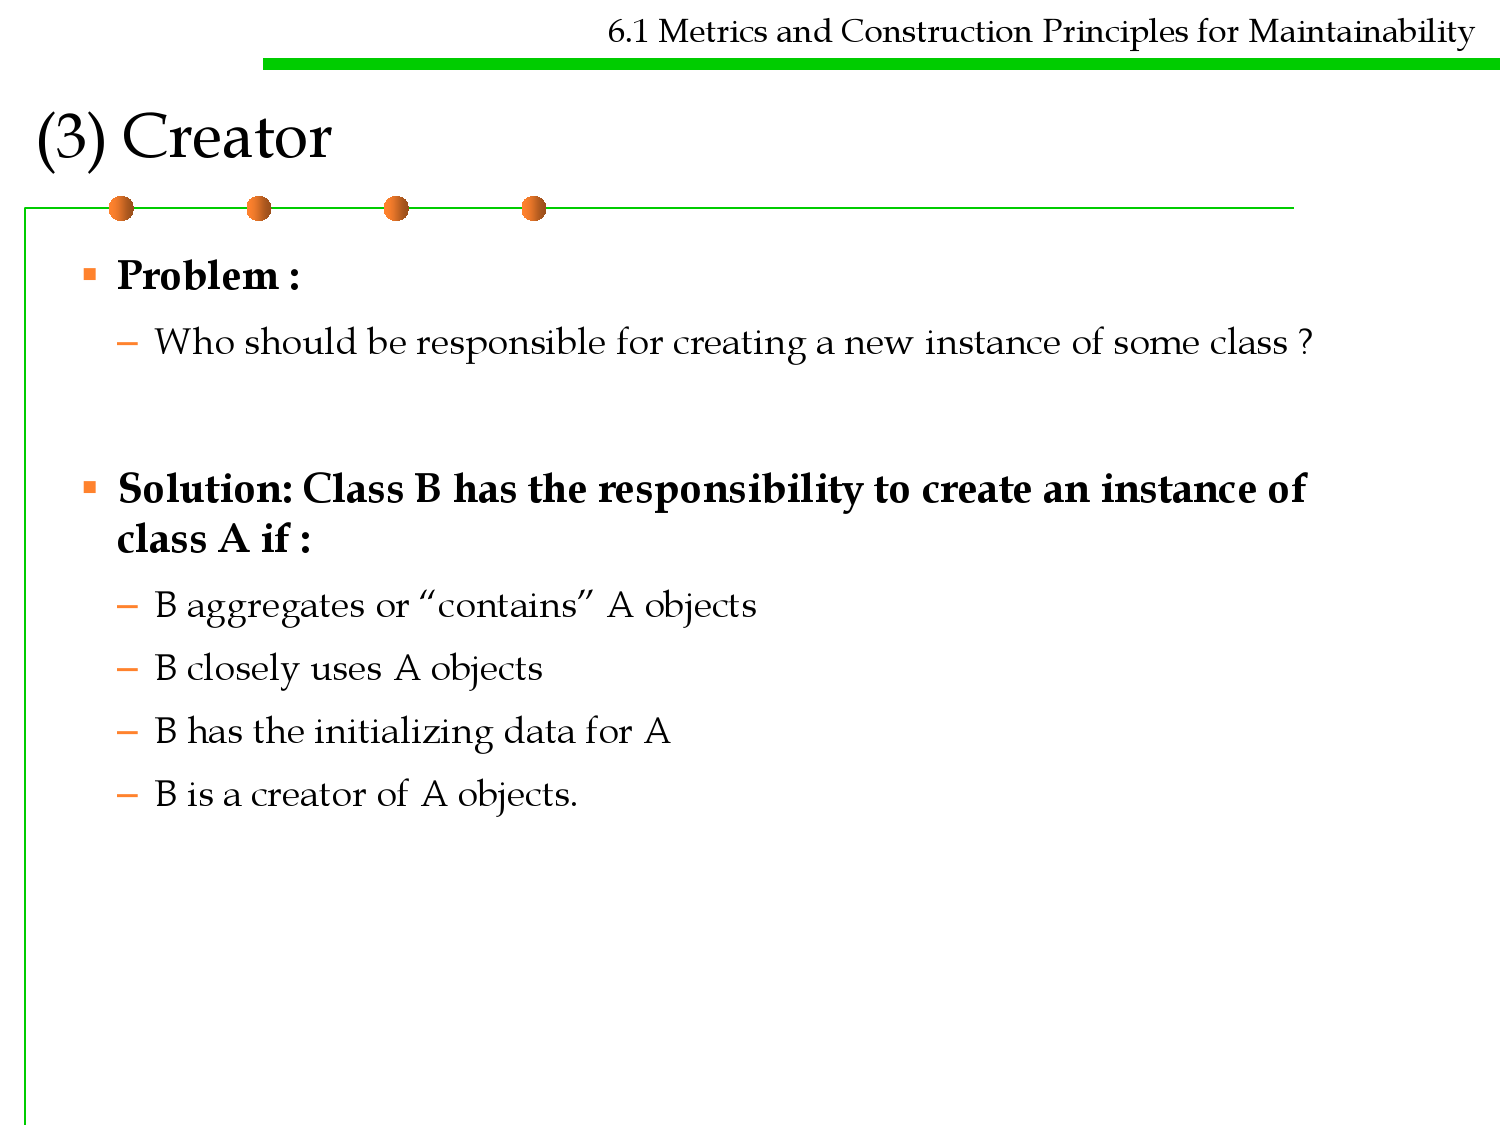 6.1 Metrics and Construction Principles for Maintainability
(3) Creator
▪ Problem :
– Who should be responsible for creating a new instance of some class ?
▪ Solution: Class B has the responsibility to create an instance of
class A if :
– B aggregates or “contains” A objects
– B closely uses A objects
– B has the initializing data for A
– B is a creator of A objects.